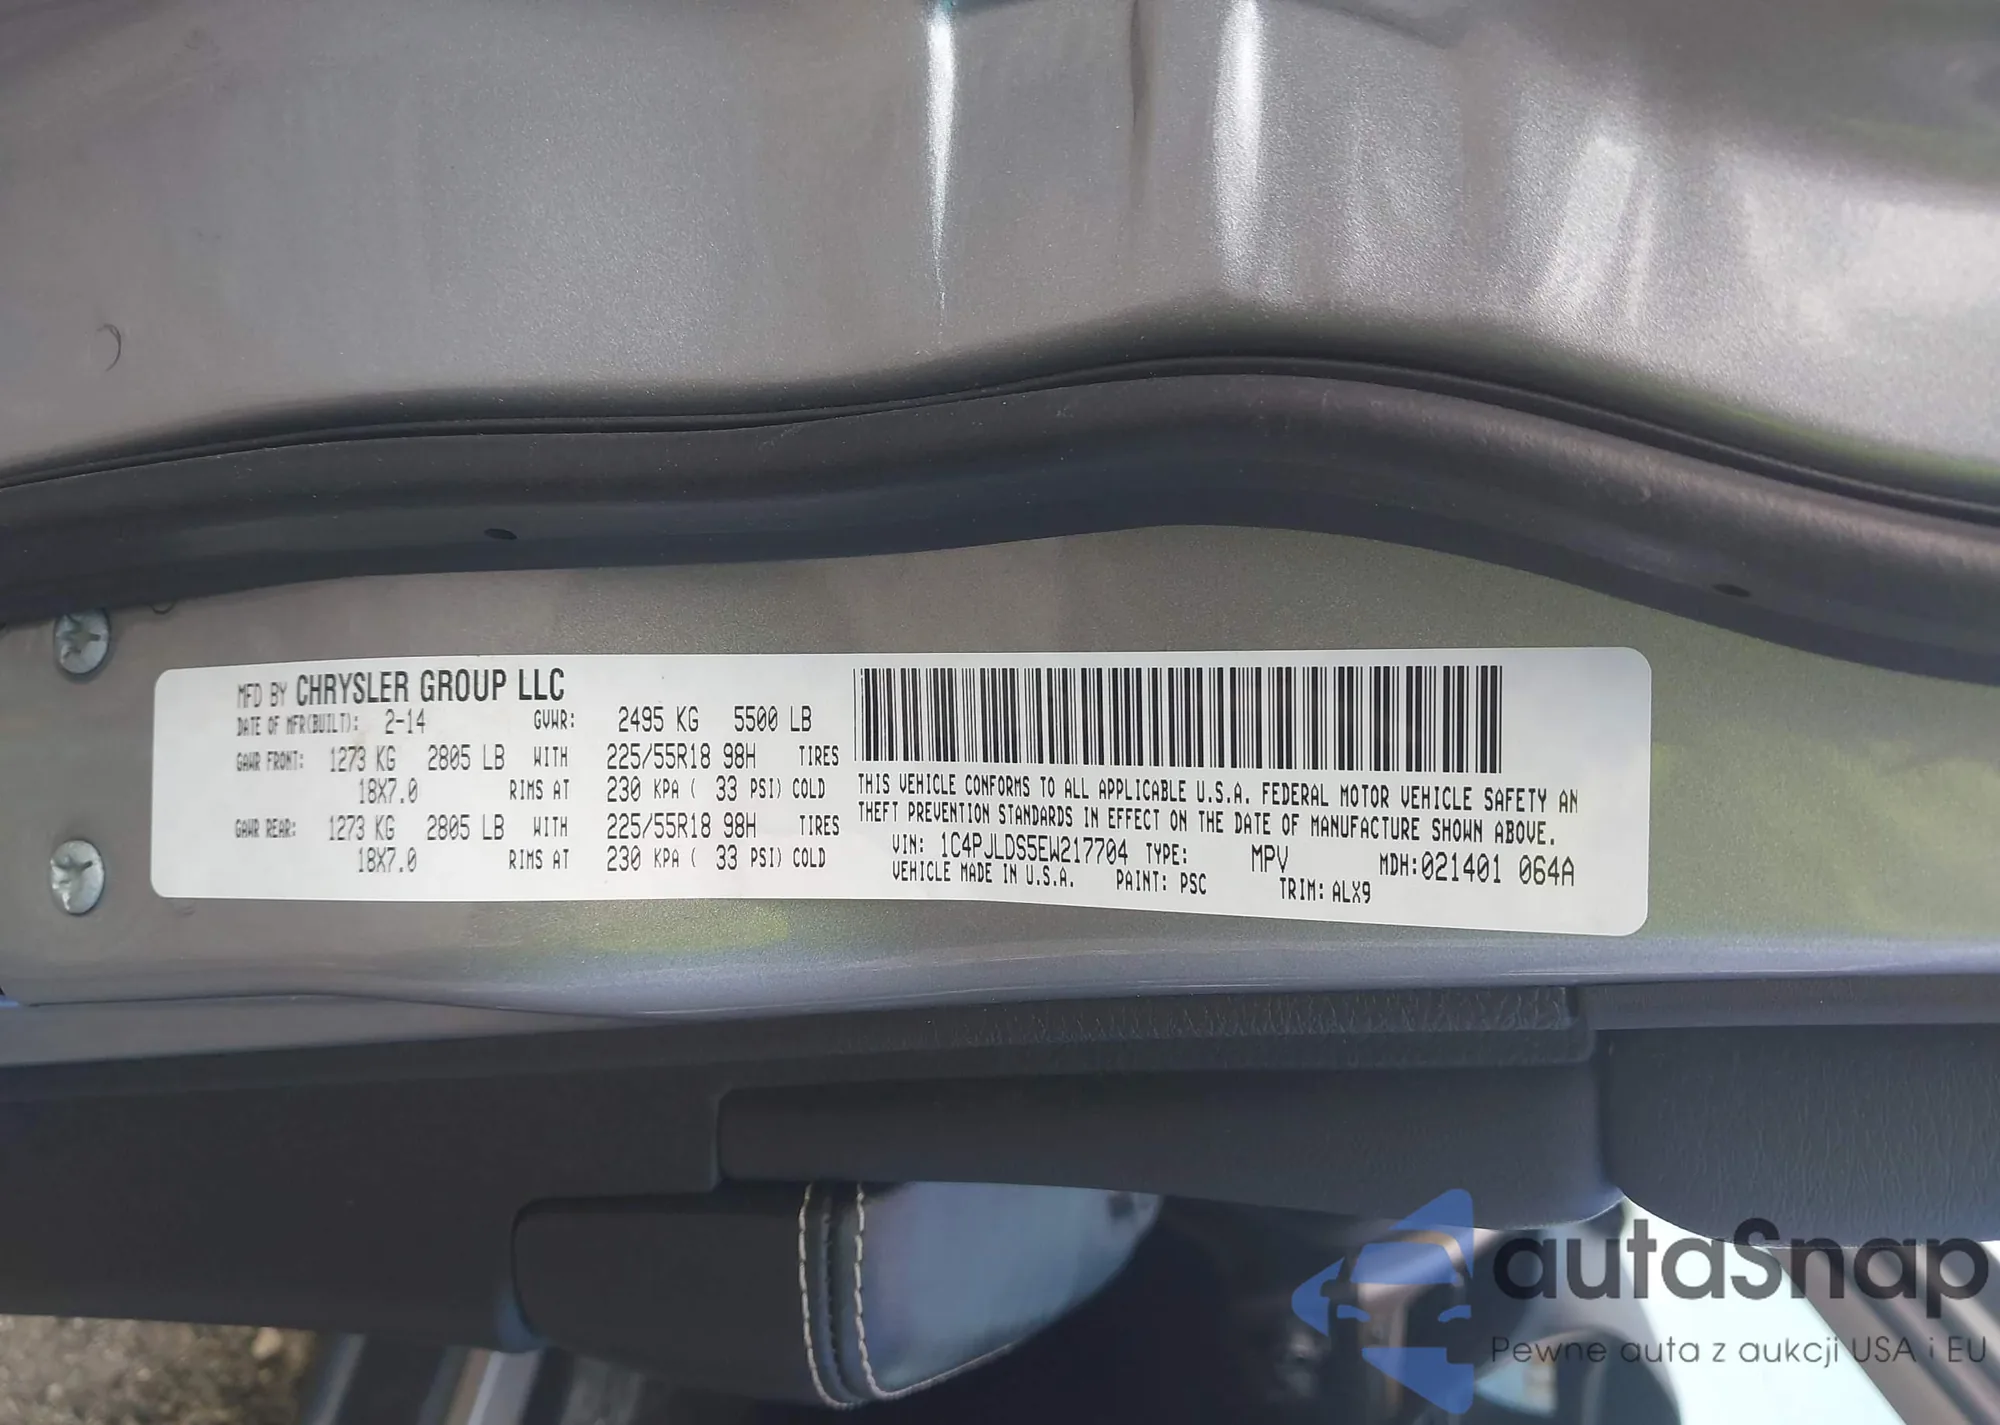 MFD BY CHRYSLER GROUP LLC
DATE OF MFR(BUILT): 2-14 GVWR: 2495 KG 5500 LB
GAWR FRONT: 1273 KG 2805 LB WITH 225/55R18 98H TIRES
18X7.0 RIMS AT 230 KPA ( 33 PSI) COLD
GAWR REAR: 1273 KG 2805 LB WITH 225/55R18 98H TIRES
18X7.0 RIMS AT 230 KPA ( 33 PSI) COLD
THIS VEHICLE CONFORMS TO ALL APPLICABLE U.S.A. FEDERAL MOTOR VEHICLE SAFETY AN
THEFT PREVENTION STANDARDS IN EFFECT ON THE DATE OF MANUFACTURE SHOWN ABOVE.
VIN: 1C4PJLDS5EW217704 TYPE: MPV MDH:021401 064A
VEHICLE MADE IN U.S.A. PAINT: PSC TRIM: ALX9
autaSnap
Pewne auta z aukcji USA i EU